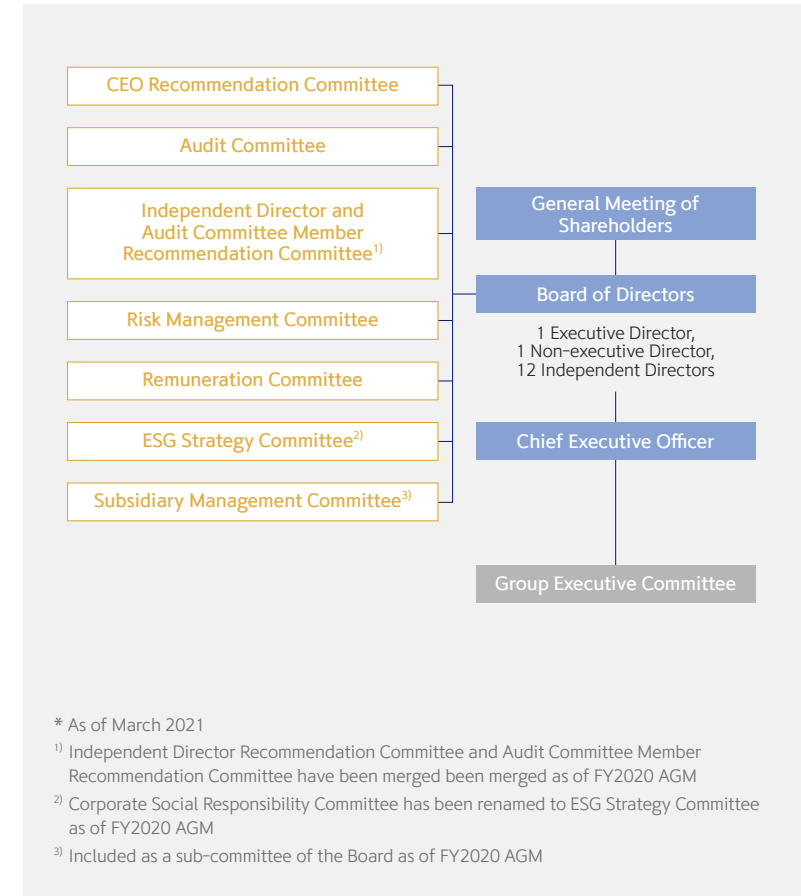 CEO Recommendation Committee
Audit Committee
Independent Director and
Audit Committee Member
Recommendation Committee1)
Risk Management Committee
Remuneration Committee
ESG Strategy Committee2)
Subsidiary Management Committee3)
General Meeting of
Shareholders
Board of Directors
1 Executive Director,
1 Non-executive Director,
12 Independent Directors
Chief Executive Officer
Group Executive Committee
* As of March 2021
1) Independent Director Recommendation Committee and Audit Committee Member
Recommendation Committee have been merged been merged as of FY2020 AGM
2) Corporate Social Responsibility Committee has been renamed to ESG Strategy Committee
as of FY2020 AGM
3) Included as a sub-committee of the Board as of FY2020 AGM